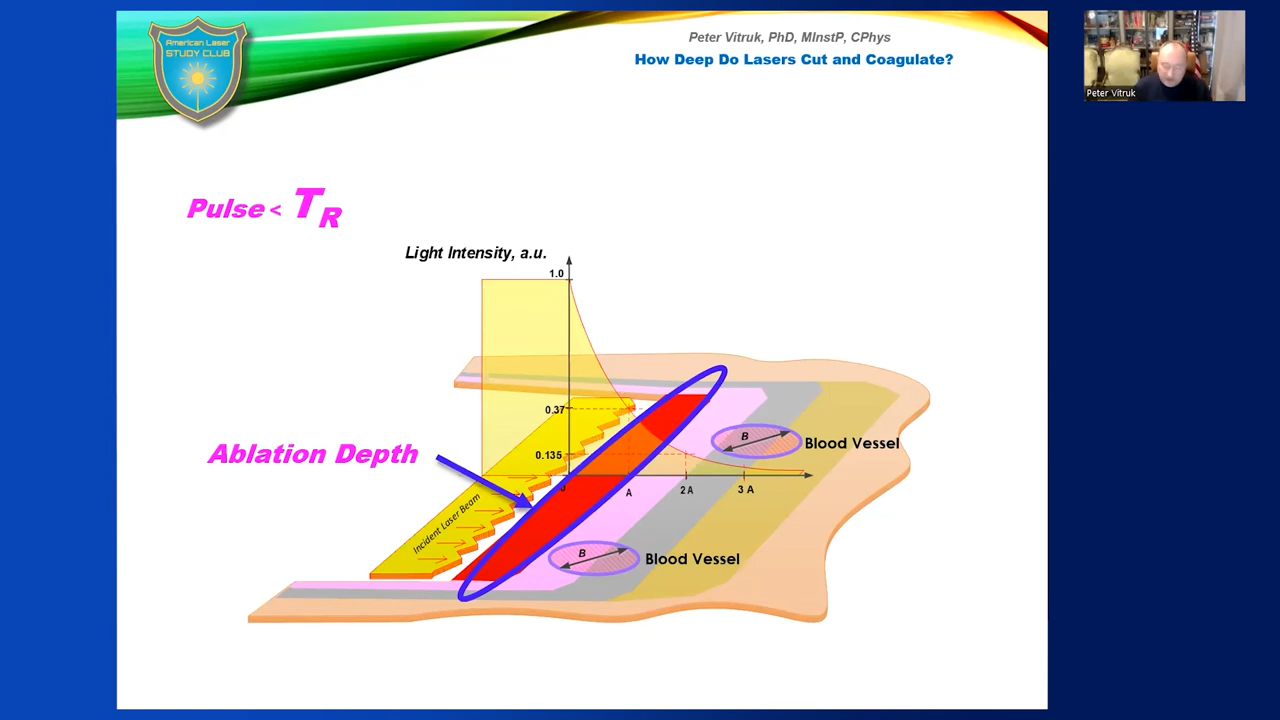 American Laser
STUDY CLUB
Peter Vitruk, PhD, MInstP, CPhys
How Deep Do Lasers Cut and Coagulate?
Peter Vitruk
Pulse < TR
Light Intensity, a.u.
1.0
0.37
0.135
A
2 A
3 A
Ablation Depth
Incident Laser Beam
B
Blood Vessel
B
Blood Vessel